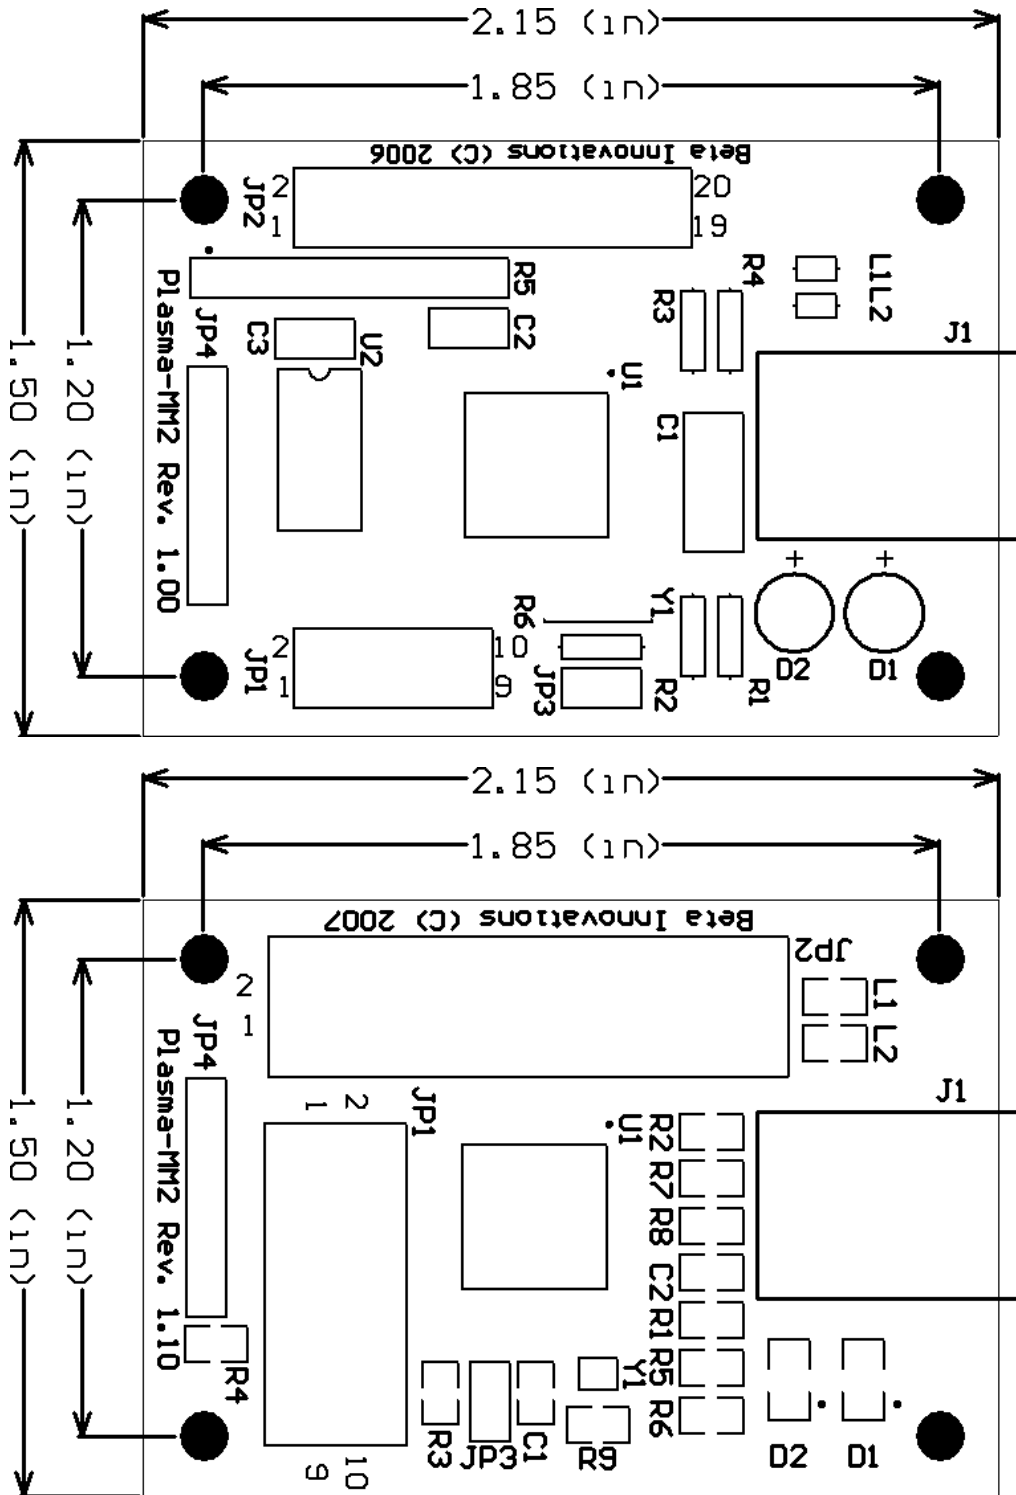 2.15 (in)
1.85 (in)
Beta Innovations (C) 2006
JP2
2
20
1
19
R5
R4
L1
L2
R3
JP4
C3
U2
C2
J1
U1
1.50 (in)
1.20 (in)
Plasma-MM2 Rev. 1.00
C1
+
+
R6
Y1
2
10
JP1
1
9
JP3
R2
R1
D2
D1
2.15 (in)
1.85 (in)
Beta Innovations (C) 2007
JP2
2
1
L1
L2
JP4
1
2
JP1
J1
U1
R2
1.50 (in)
1.20 (in)
Plasma-MM2 Rev. 1.10
R7
R8
C2
R1
R5
Y1
R4
R6
R3
JP3
C1
R9
D2
D1
9
10